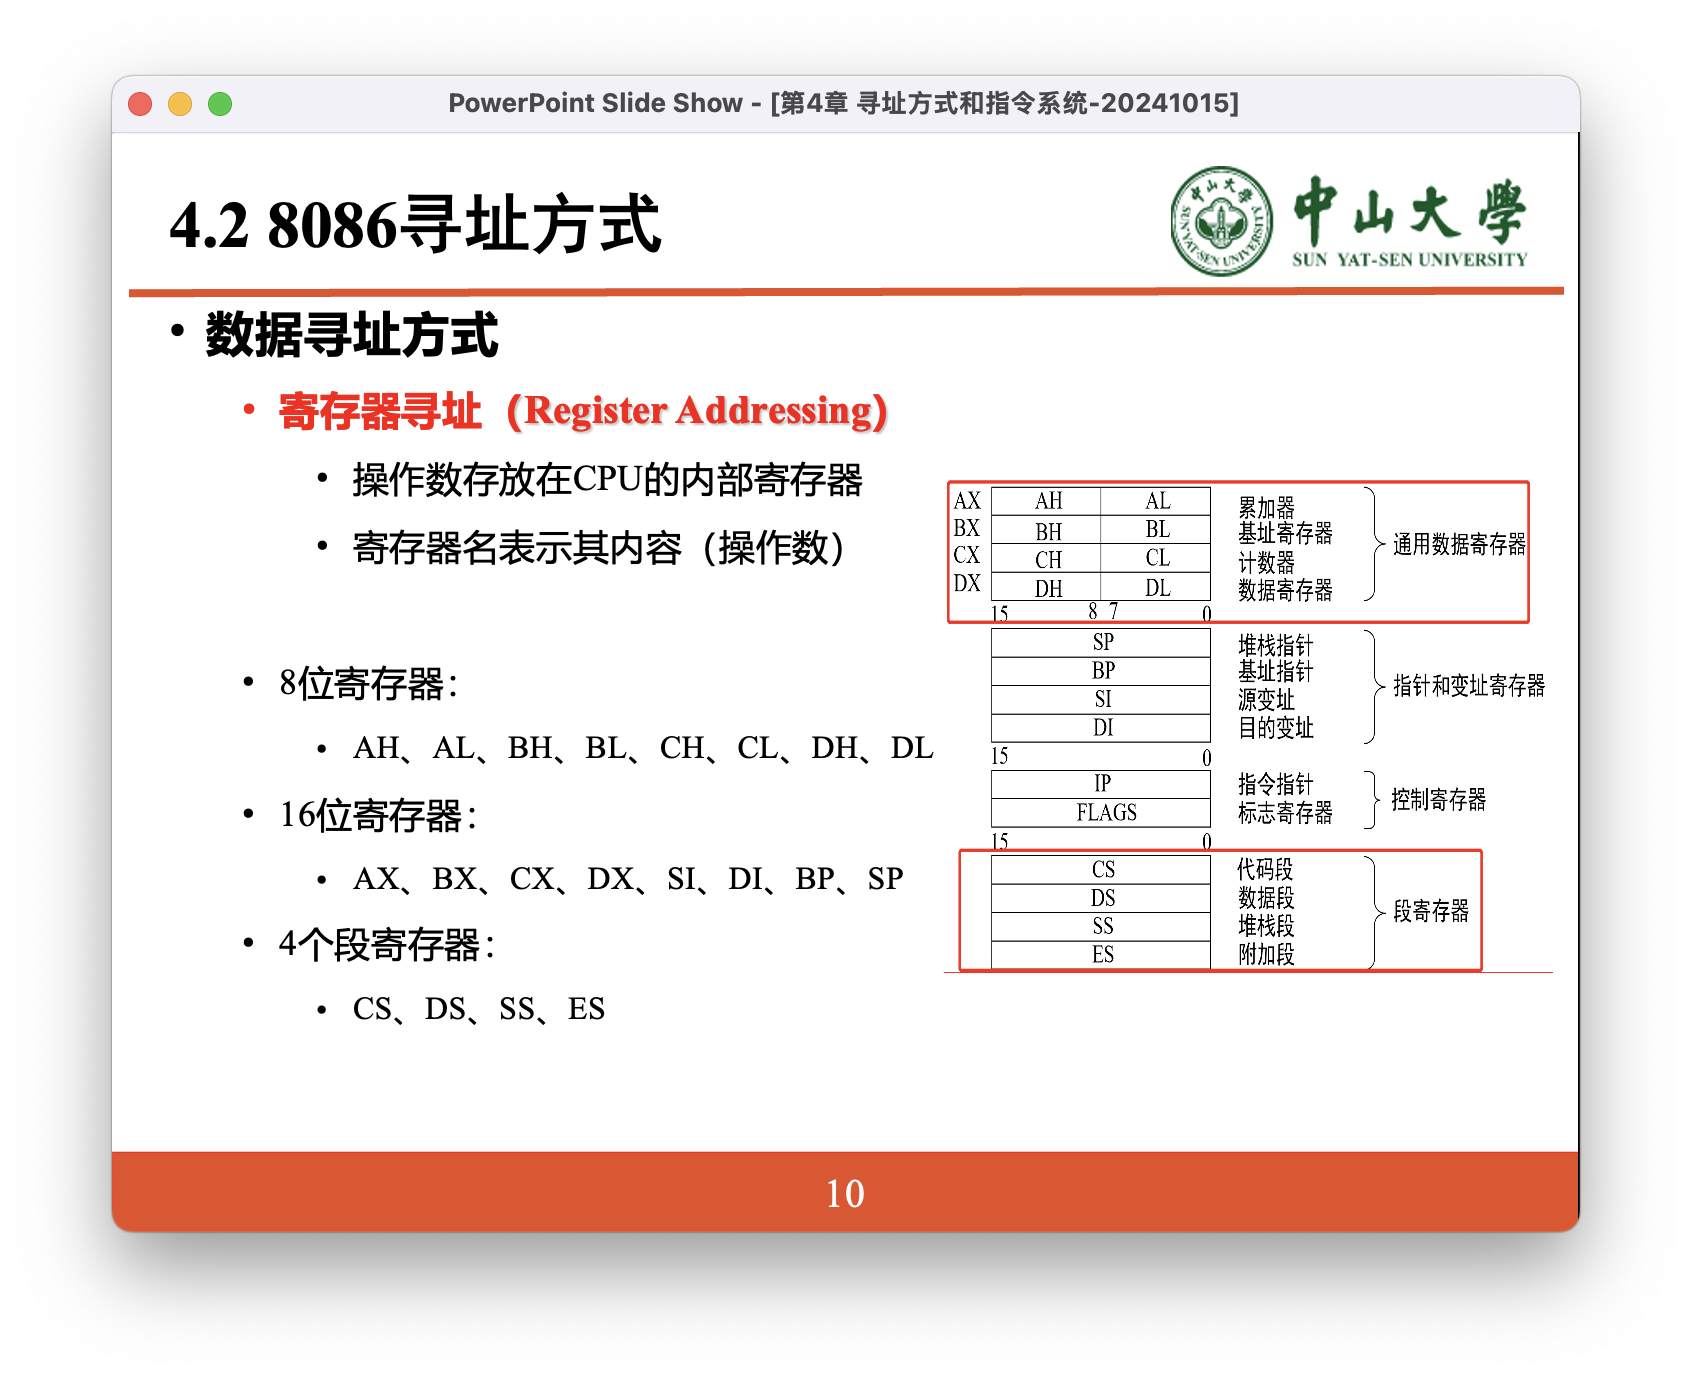 PowerPoint Slide Show - [第4章 寻址方式和指令系统-20241015]
4.2 8086寻址方式
中山大學
SUN YAT-SEN UNIVERSITY
中山大學
SUN YAT-SEN UNIVERSITY
• 数据寻址方式
• 寄存器寻址（Register Addressing）
• 操作数存放在CPU的内部寄存器
• 寄存器名表示其内容（操作数）
• 8位寄存器：
• AH、AL、BH、BL、CH、CL、DH、DL
• 16位寄存器：
• AX、BX、CX、DX、SI、DI、BP、SP
• 4个段寄存器：
• CS、DS、SS、ES
AX AH AL 累加器
BX BH BL 基址寄存器
CX CH CL 计数器
DX DH DL 数据寄存器
通用数据寄存器
15 8 7 0
SP 堆栈指针
BP 基址指针
SI 源变址
DI 目的变址
指针和变址寄存器
15 0
IP 指令指针
FLAGS 标志寄存器
控制寄存器
15 0
CS 代码段
DS 数据段
SS 堆栈段
ES 附加段
段寄存器
10